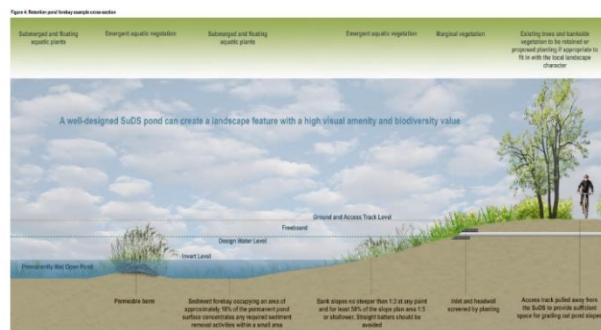 Figure 4: Retention pond forebay example cross-section
Submerged and floating
aquatic plants
Emergent aquatic vegetation
Submerged and floating
aquatic plants
Emergent aquatic vegetation
Marginal vegetation
Existing trees and bankside
vegetation to be retained or
proposed planting if appropriate to
fit in with the local landscape
character
A well-designed SuDS pond can create a landscape feature with a high visual amenity and biodiversity value
Ground and Access Track Level
Freeboard
Design Water Level
Invert Level
Permanently Wet Open Pond
Permeable berm
Sediment forebay occupying an area of
approximately 10% of the permanent pond
surface concentrates any required sediment
removal activities within a small area
Bank slopes no steeper than 1:3 at any point
and for least 50% of the slope plan area 1:5
or shallower. Straight batters should be
avoided
Inlet and headwall
screened by planting
Access track pulled away from
the SuDS to provide sufficient
space for grading out pond slopes